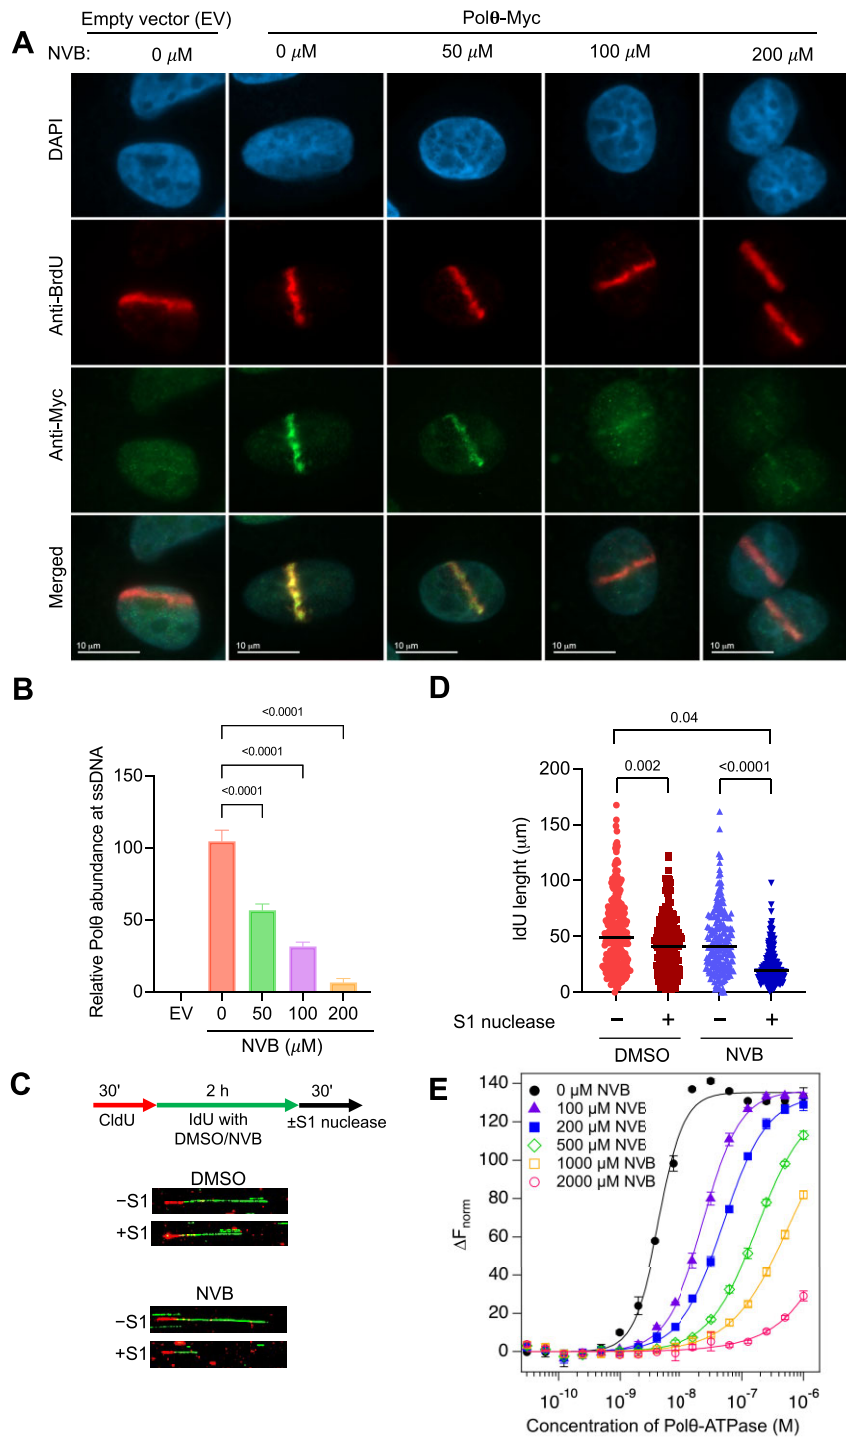 Empty vector (EV)
Polθ-Myc
A
NVB:
0 μM
0 μM
50 μM
100 μM
200 μM
DAPI
Anti-BrdU
Anti-Myc
Merged
10 μm
10 μm
10 μm
10 μm
10 μm
B
<0.0001
<0.0001
<0.0001
Relative Polθ abundance at ssDNA
150
100
50
0
EV
0
50
100
200
NVB (μM)
D
0.04
0.002
<0.0001
IdU lenght (μm)
200
150
100
50
0
S1 nuclease
−
+
−
+
DMSO
NVB
C
30'
2 h
30'
CldU
IdU with
DMSO/NVB
±S1 nuclease
DMSO
−S1
+S1
NVB
−S1
+S1
E
0 μM NVB
100 μM NVB
200 μM NVB
500 μM NVB
1000 μM NVB
2000 μM NVB
ΔFnorm
140
120
100
80
60
40
20
0
10⁻¹⁰
10⁻⁹
10⁻⁸
10⁻⁷
10⁻⁶
Concentration of Polθ-ATPase (M)